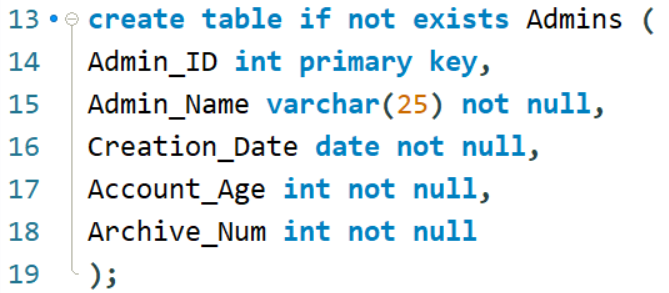 13 create table if not exists Admins (
14 Admin_ID int primary key,
15 Admin_Name varchar(25) not null,
16 Creation_Date date not null,
17 Account_Age int not null,
18 Archive_Num int not null
19 );